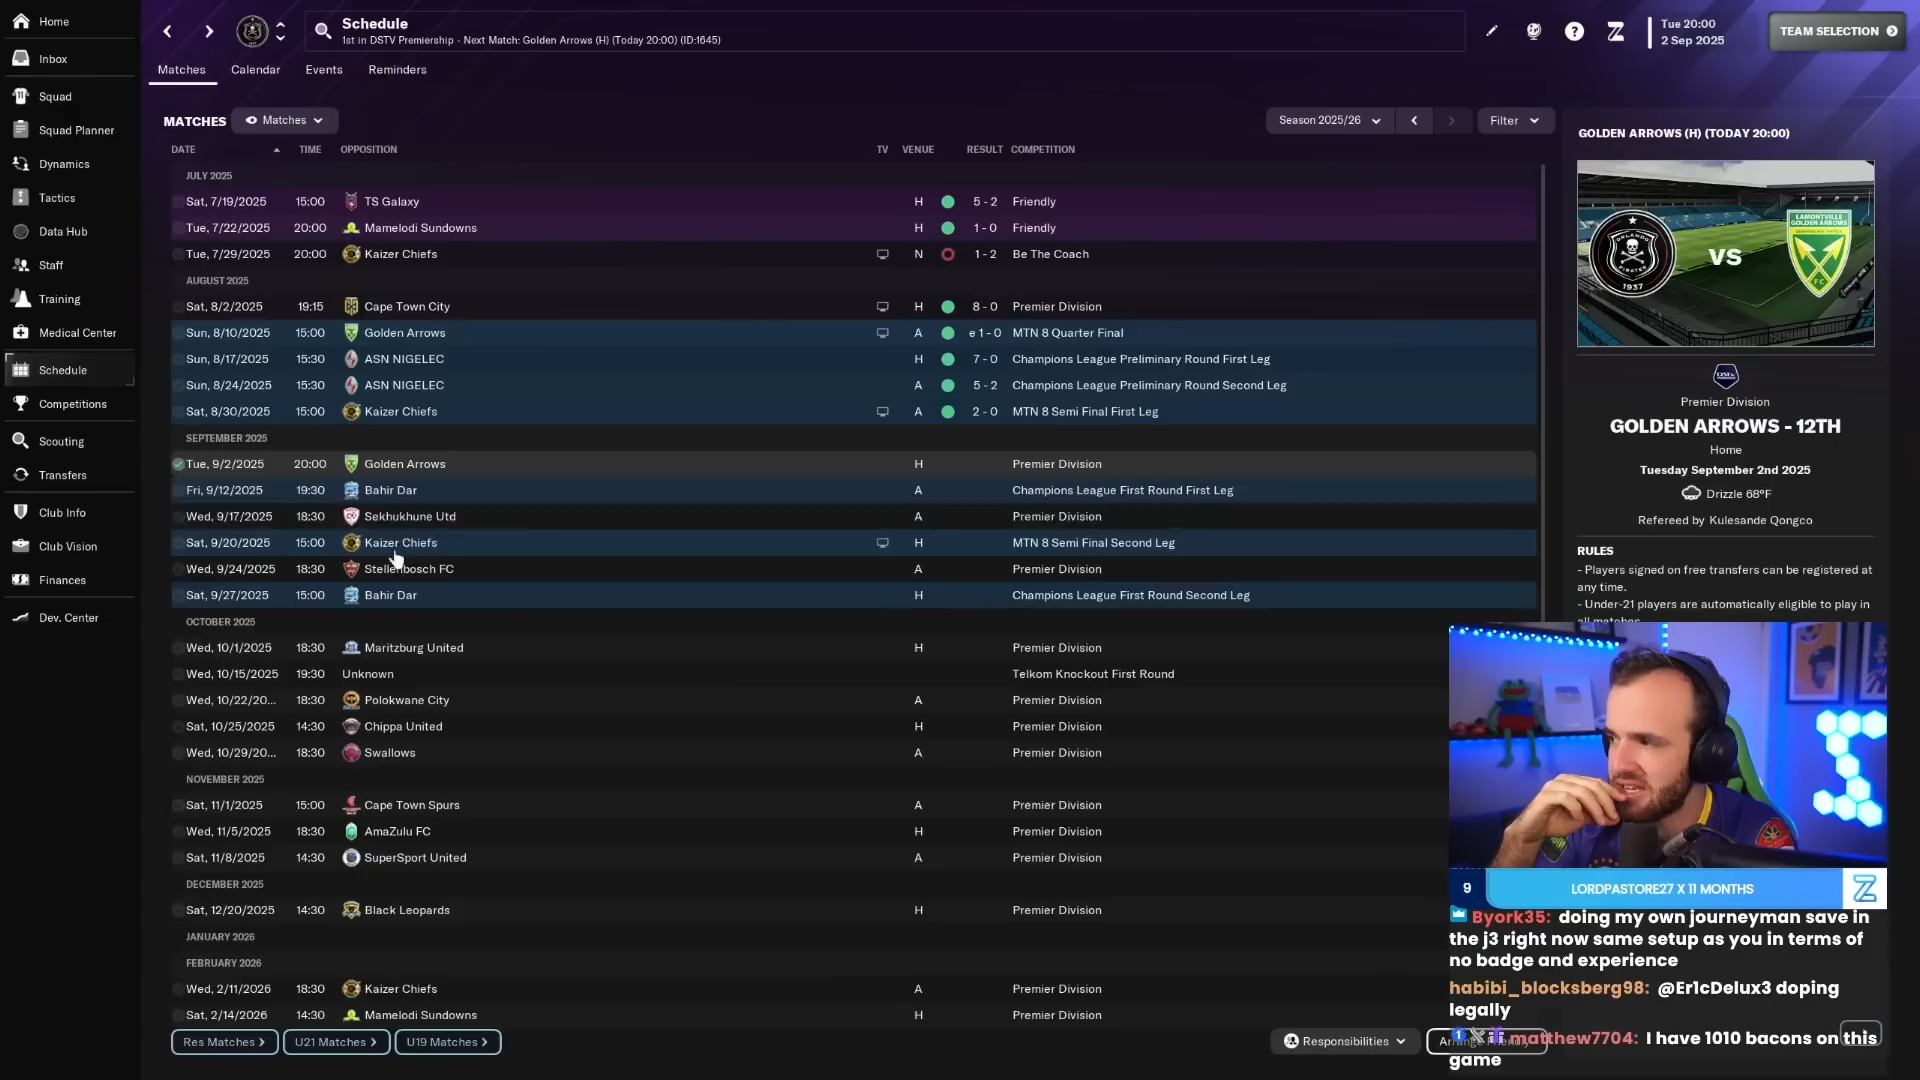 Home
Inbox
Squad
Squad Planner
Dynamics
Tactics
Data Hub
Staff
Training
Medical Center
Schedule
Competitions
Scouting
Transfers
Club Info
Club Vision
Finances
Dev. Center
Schedule
1st in DSTV Premiership - Next Match: Golden Arrows (H) (Today 20:00) (ID:1645)
Tue 20:00
2 Sep 2025
TEAM SELECTION
Matches Calendar Events Reminders
MATCHES Matches Season 2025/26 Filter
DATE TIME OPPOSITION TV VENUE RESULT COMPETITION
JULY 2025
Sat, 7/19/2025 15:00 TS Galaxy H 5 - 2 Friendly
Tue, 7/22/2025 20:00 Mamelodi Sundowns H 1 - 0 Friendly
Tue, 7/29/2025 20:00 Kaizer Chiefs N 1 - 2 Be The Coach
AUGUST 2025
Sat, 8/2/2025 19:15 Cape Town City H 8 - 0 Premier Division
Sun, 8/10/2025 15:00 Golden Arrows A e 1 - 0 MTN 8 Quarter Final
Sun, 8/17/2025 15:30 ASN NIGELEC H 7 - 0 Champions League Preliminary Round First Leg
Sun, 8/24/2025 15:30 ASN NIGELEC A 5 - 2 Champions League Preliminary Round Second Leg
Sat, 8/30/2025 15:00 Kaizer Chiefs A 2 - 0 MTN 8 Semi Final First Leg
SEPTEMBER 2025
Tue, 9/2/2025 20:00 Golden Arrows H Premier Division
Fri, 9/12/2025 19:30 Bahir Dar A Champions League First Round First Leg
Wed, 9/17/2025 18:30 Sekhukhune Utd A Premier Division
Sat, 9/20/2025 15:00 Kaizer Chiefs H MTN 8 Semi Final Second Leg
Wed, 9/24/2025 18:30 Stellenbosch FC A Premier Division
Sat, 9/27/2025 15:00 Bahir Dar H Champions League First Round Second Leg
OCTOBER 2025
Wed, 10/1/2025 18:30 Maritzburg United H Premier Division
Wed, 10/15/2025 19:30 Unknown Telkom Knockout First Round
Wed, 10/22/20... 18:30 Polokwane City A Premier Division
Sat, 10/25/2025 14:30 Chippa United H Premier Division
Wed, 10/29/20... 18:30 Swallows A Premier Division
NOVEMBER 2025
Sat, 11/1/2025 15:00 Cape Town Spurs A Premier Division
Wed, 11/5/2025 18:30 AmaZulu FC H Premier Division
Sat, 11/8/2025 14:30 SuperSport United A Premier Division
DECEMBER 2025
Sat, 12/20/2025 14:30 Black Leopards H Premier Division
JANUARY 2026
FEBRUARY 2026
Wed, 2/11/2026 18:30 Kaizer Chiefs A Premier Division
Sat, 2/14/2026 14:30 Mamelodi Sundowns H Premier Division
Res Matches U21 Matches U19 Matches Responsibilities
GOLDEN ARROWS (H) (TODAY 20:00)
ORLANDO
PIRATES
1937
VS
LAMONTVILLE
GOLDEN ARROWS
FC
DStv
Premier Division
GOLDEN ARROWS - 12TH
Home
Tuesday September 2nd 2025
Drizzle 68°F
Refereed by Kulesande Qongco
RULES
- Players signed on free transfers can be registered at
any time.
- Under-21 players are automatically eligible to play in
all matches
9 LORDPASTORE27 X 11 MONTHS
Byork35: doing my own journeyman save in
the j3 right now same setup as you in terms of
no badge and experience
habibi_blocksberg98: @Er1cDelux3 doping
legally
1 matthew7704: I have 1010 bacons on this
game